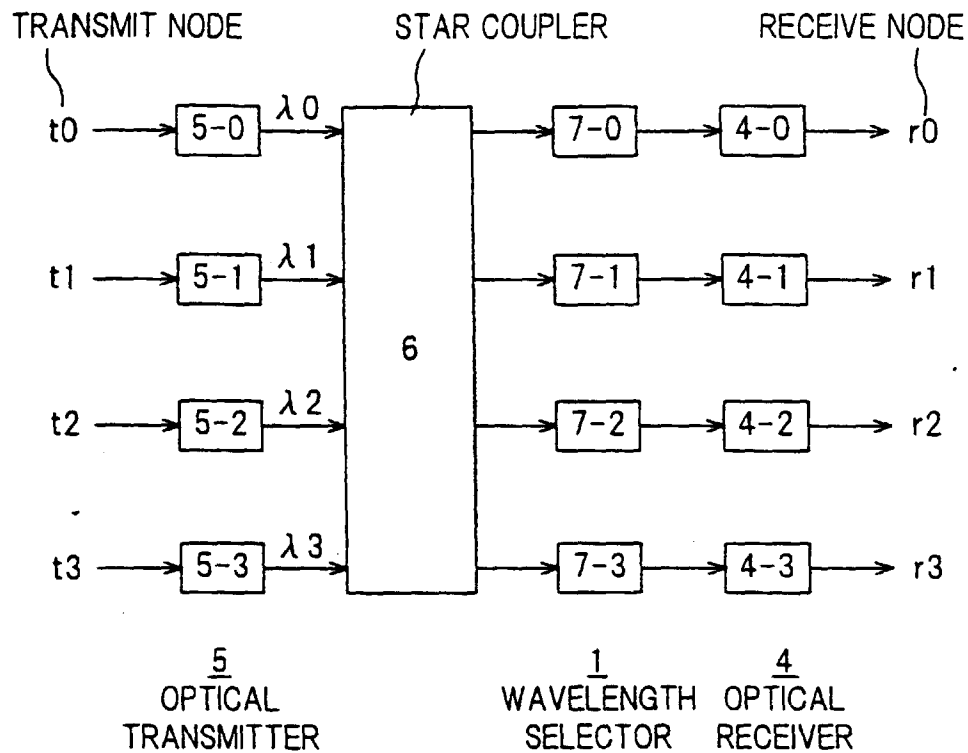 TRANSMIT NODE STAR COUPLER RECEIVE NODE
t0 5-0 λ0 7-0 4-0 r0
t1 5-1 λ1 7-1 4-1 r1
6
t2 5-2 λ2 7-2 4-2 r2
t3 5-3 λ3 7-3 4-3 r3
5 1 4
OPTICAL WAVELENGTH OPTICAL
TRANSMITTER SELECTOR RECEIVER